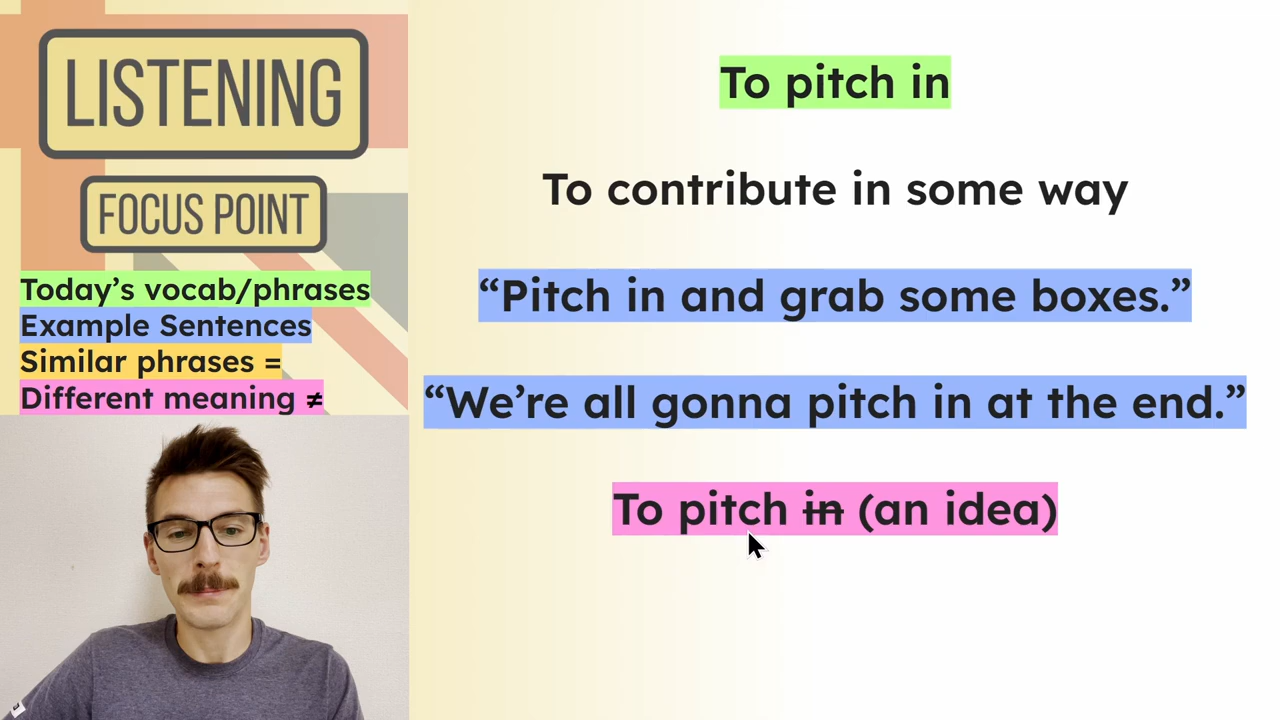 LISTENING
FOCUS POINT
Today’s vocab/phrases
Example Sentences
Similar phrases =
Different meaning ≠
To pitch in
To contribute in some way
“Pitch in and grab some boxes.”
“We’re all gonna pitch in at the end.”
To pitch in (an idea)